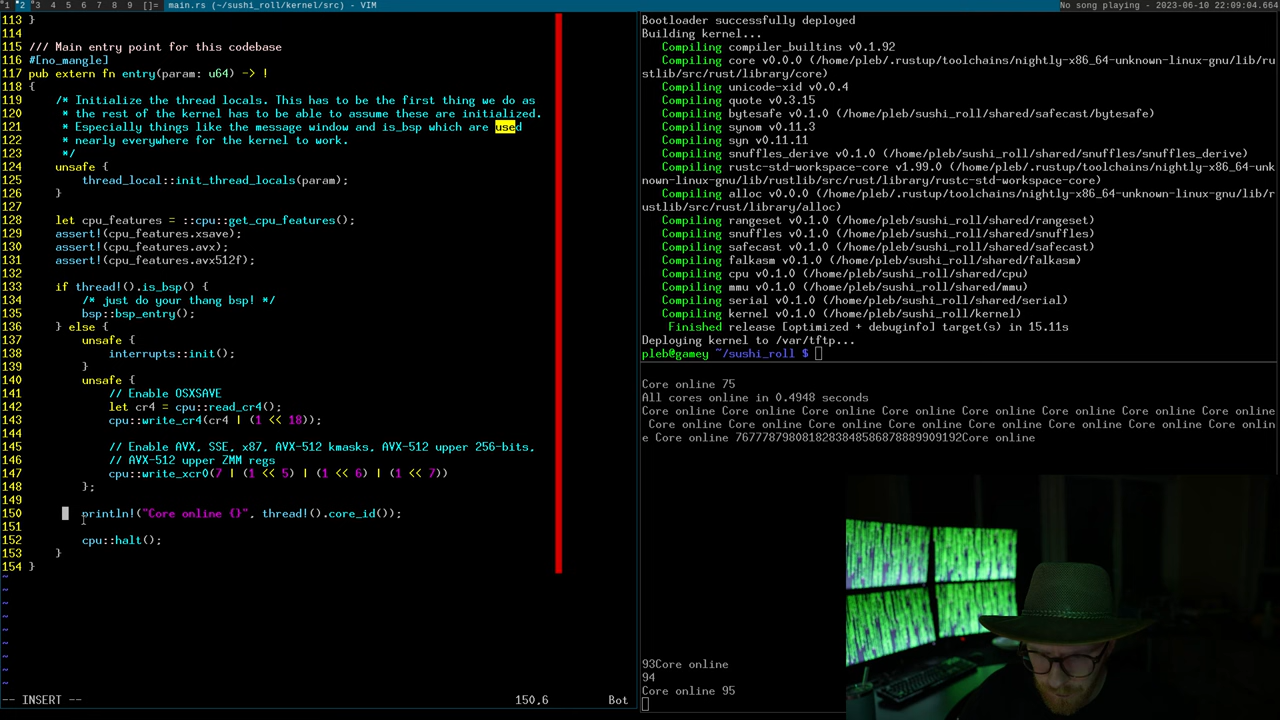 1 2 3 4 5 6 7 8 9 []= main.rs (~/sushi_roll/kernel/src) - VIM No song playing - 2023-06-10 22:09:04.664
113 }
114
115 /// Main entry point for this codebase
116 #[no_mangle]
117 pub extern fn entry(param: u64) -> !
118 {
119 /* Initialize the thread locals. This has to be the first thing we do as
120 * the rest of the kernel has to be able to assume these are initialized.
121 * Especially things like the message window and is_bsp which are used
122 * nearly everywhere for the kernel to work.
123 */
124 unsafe {
125 thread_local::init_thread_locals(param);
126 }
127
128 let cpu_features = ::cpu::get_cpu_features();
129 assert!(cpu_features.xsave);
130 assert!(cpu_features.avx);
131 assert!(cpu_features.avx512f);
132
133 if thread!().is_bsp() {
134 /* just do your thang bsp! */
135 bsp::bsp_entry();
136 } else {
137 unsafe {
138 interrupts::init();
139 }
140 unsafe {
141 // Enable OSXSAVE
142 let cr4 = cpu::read_cr4();
143 cpu::write_cr4(cr4 | (1 << 18));
144
145 // Enable AVX, SSE, x87, AVX-512 kmasks, AVX-512 upper 256-bits,
146 // AVX-512 upper ZMM regs
147 cpu::write_xcr0(7 | (1 << 5) | (1 << 6) | (1 << 7))
148 };
149
150 println!("Core online {}", thread!().core_id());
151
152 cpu::halt();
153 }
154 }
~
~
~
~
~
~
~
~
~
-- INSERT -- 150,6 Bot
Bootloader successfully deployed
Building kernel...
Compiling compiler_builtins v0.1.92
Compiling core v0.0.0 (/home/pleb/.rustup/toolchains/nightly-x86_64-unknown-linux-gnu/lib/ru
stlib/src/rust/library/core)
Compiling unicode-xid v0.0.4
Compiling quote v0.3.15
Compiling bytesafe v0.1.0 (/home/pleb/sushi_roll/shared/safecast/bytesafe)
Compiling synom v0.11.3
Compiling syn v0.11.11
Compiling snuffles_derive v0.1.0 (/home/pleb/sushi_roll/shared/snuffles/snuffles_derive)
Compiling rustc-std-workspace-core v1.99.0 (/home/pleb/.rustup/toolchains/nightly-x86_64-unk
nown-linux-gnu/lib/rustlib/src/rust/library/rustc-std-workspace-core)
Compiling alloc v0.0.0 (/home/pleb/.rustup/toolchains/nightly-x86_64-unknown-linux-gnu/lib/r
ustlib/src/rust/library/alloc)
Compiling rangeset v0.1.0 (/home/pleb/sushi_roll/shared/rangeset)
Compiling snuffles v0.1.0 (/home/pleb/sushi_roll/shared/snuffles)
Compiling safecast v0.1.0 (/home/pleb/sushi_roll/shared/safecast)
Compiling falkasm v0.1.0 (/home/pleb/sushi_roll/shared/falkasm)
Compiling cpu v0.1.0 (/home/pleb/sushi_roll/shared/cpu)
Compiling mmu v0.1.0 (/home/pleb/sushi_roll/shared/mmu)
Compiling serial v0.1.0 (/home/pleb/sushi_roll/shared/serial)
Compiling kernel v0.1.0 (/home/pleb/sushi_roll/kernel)
Finished release [optimized + debuginfo] target(s) in 15.11s
Deploying kernel to /var/tftp...
pleb@gamey ~/sushi_roll $
Core online 75
All cores online in 0.4948 seconds
Core online Core online Core online Core online Core online Core online Core online Core online
Core online Core online Core online Core online Core online Core online Core online Core onlin
e Core online 7677787980818283848586878889909192Core online
93Core online
94
Core online 95